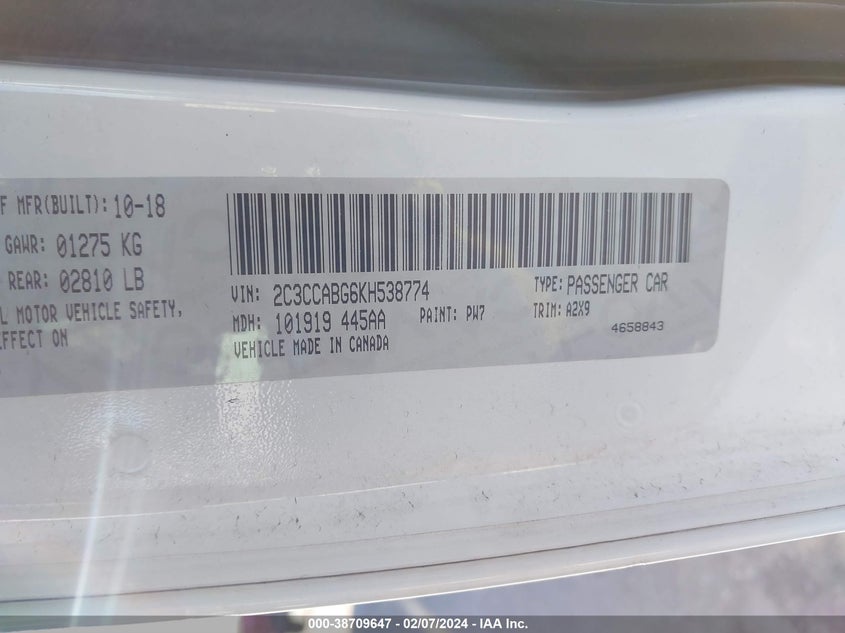 F MFR(BUILT): 10-18
GAWR: 01275 KG
REAR: 02810 LB
L MOTOR VEHICLE SAFETY,
EFFECT ON
VIN: 2C3CCABG6KH538774
TYPE: PASSENGER CAR
MDH: 101919 445AA
PAINT: PW7
TRIM: A2X9
VEHICLE MADE IN CANADA
4658843
000-38709647 - 02/07/2024 - IAA Inc.